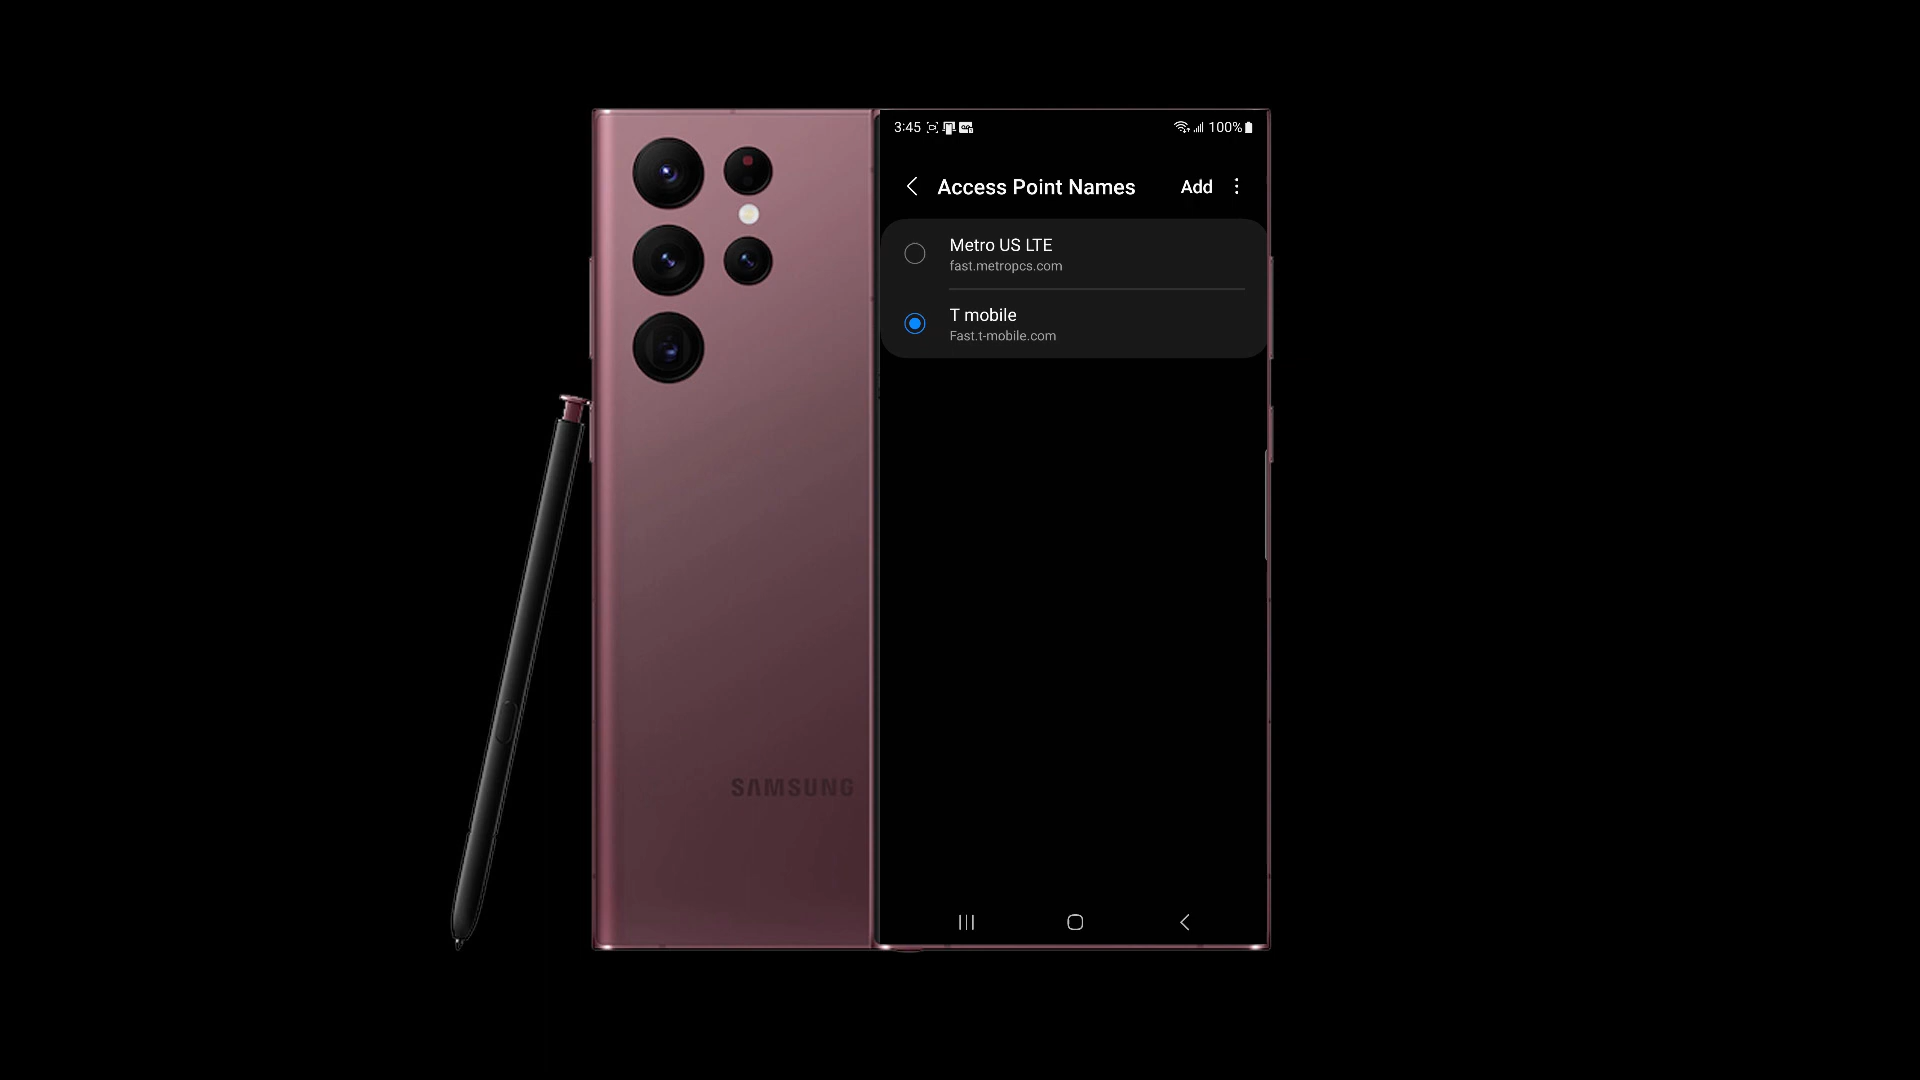 3:45
100%
Access Point Names
Add
Metro US LTE
fast.metropcs.com
T mobile
Fast.t-mobile.com
SAMSUNG